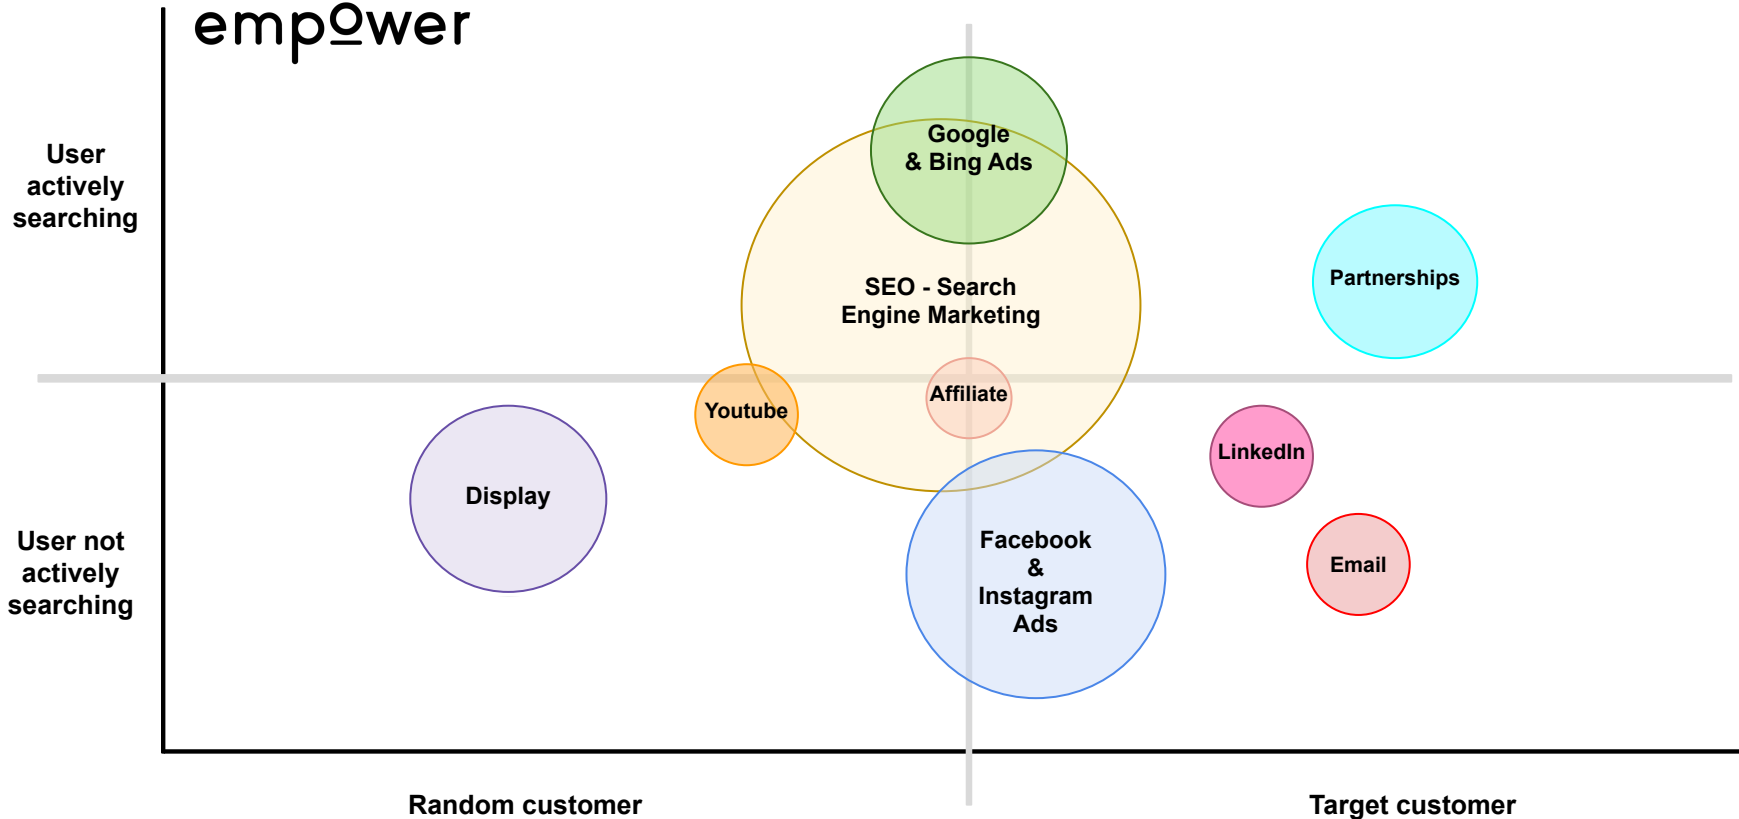 empower
User
actively
searching
Google
& Bing Ads
SEO - Search
Engine Marketing
Partnerships
Affiliate
Youtube
LinkedIn
Display
User not
actively
searching
Facebook
&
Instagram
Ads
Email
Random customer
Target customer